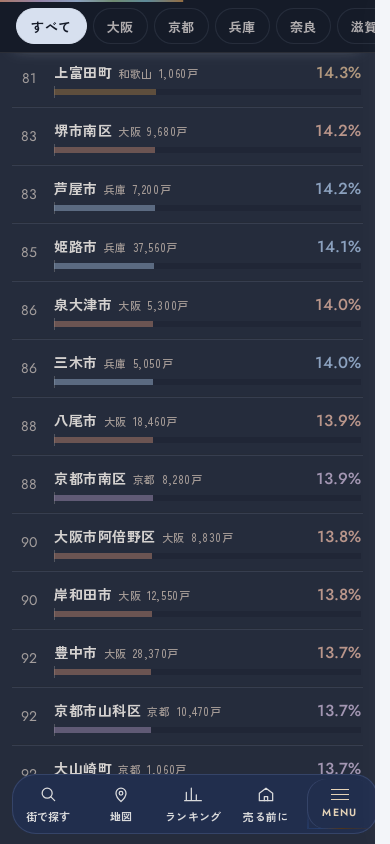 すべて 大阪 京都 兵庫 奈良 滋賀
81 上富田町 和歌山 1,060戸 14.3%
83 堺市南区 大阪 9,680戸 14.2%
83 芦屋市 兵庫 7,200戸 14.2%
85 姫路市 兵庫 37,560戸 14.1%
86 泉大津市 大阪 5,300戸 14.0%
86 三木市 兵庫 5,050戸 14.0%
88 八尾市 大阪 18,460戸 13.9%
88 京都市南区 京都 8,280戸 13.9%
90 大阪市阿倍野区 大阪 8,830戸 13.8%
90 岸和田市 大阪 12,550戸 13.8%
92 豊中市 大阪 28,370戸 13.7%
92 京都市山科区 京都 10,470戸 13.7%
92 大山崎町 京都 1,060戸 13.7%
街で探す 地図 ランキング 売る前に MENU